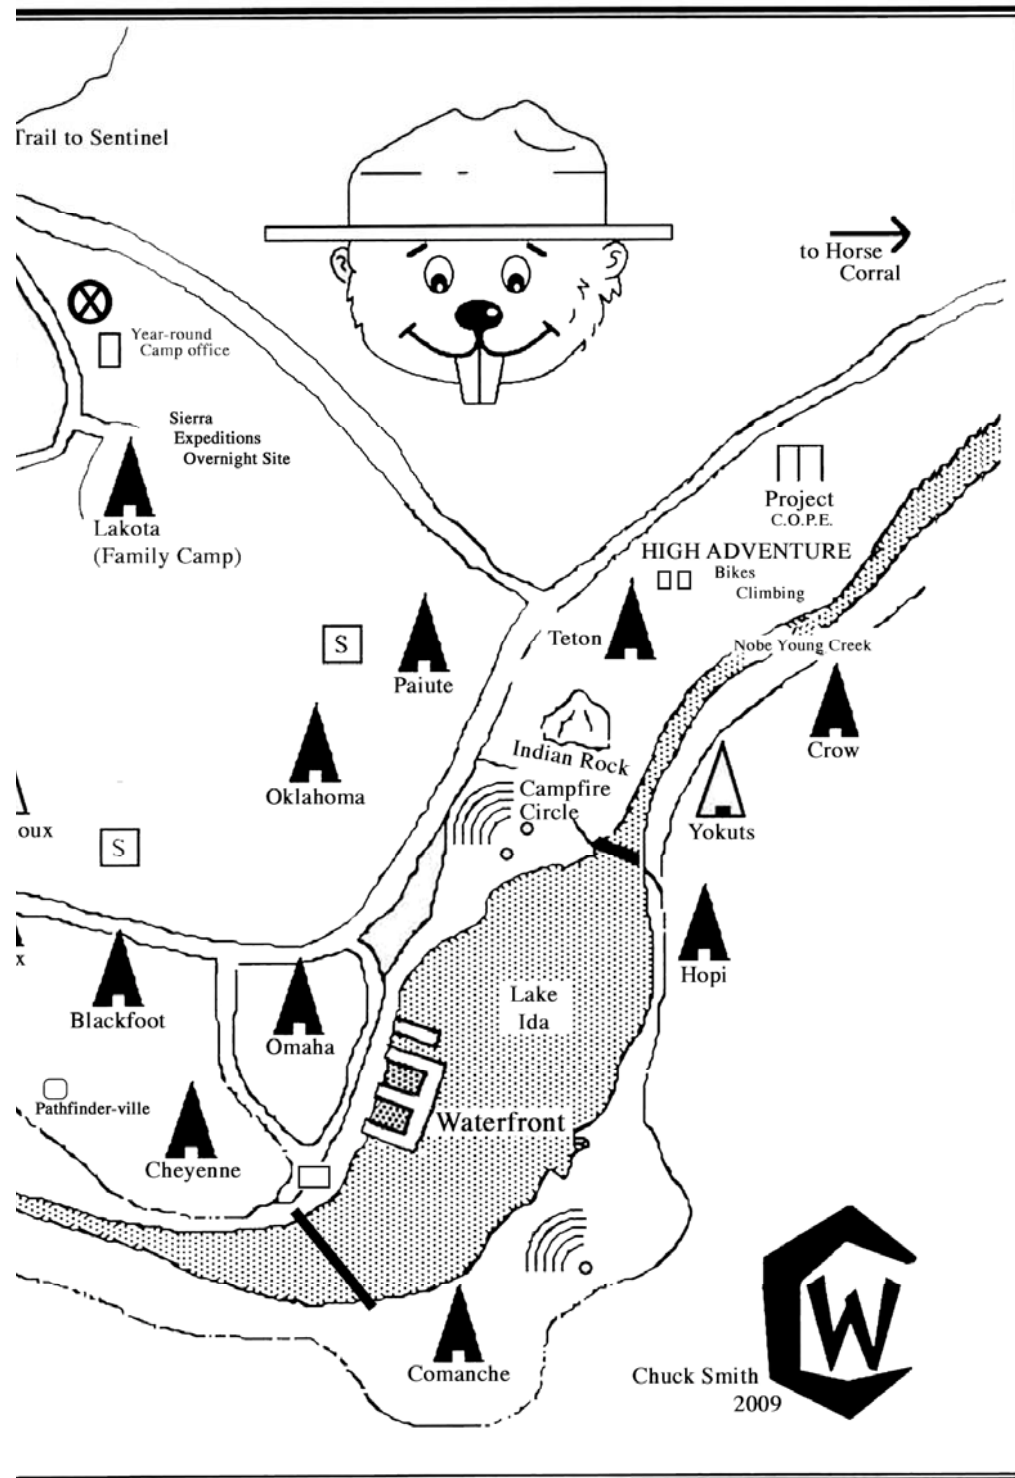 Trail to Sentinel
to Horse
Corral
Year-round
Camp office
Sierra
Expeditions
Overnight Site
Lakota
(Family Camp)
Project
C.O.P.E.
HIGH ADVENTURE
Bikes
Climbing
S
Paiute
Teton
Nobe Young Creek
Crow
Indian Rock
Oklahoma
Campfire
Circle
Yokuts
oux
S
x
Hopi
Blackfoot
Lake
Ida
Omaha
Pathfinder-ville
Waterfront
Cheyenne
Comanche
Chuck Smith
2009
CW